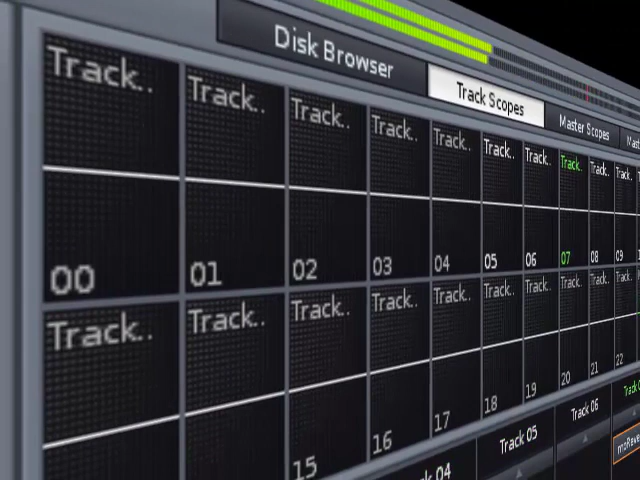 Disk Browser
Track Scopes
Master Scopes
Track.. Track.. Track.. Track.. Track.. Track.. Track.. Track.. Track.. Track..
00 01 02 03 04 05 06 07 08 09
Track.. Track.. Track.. Track.. Track.. Track.. Track.. Track.. Track..
15 16 17 18 19 20 21 22
Track 05 Track 06